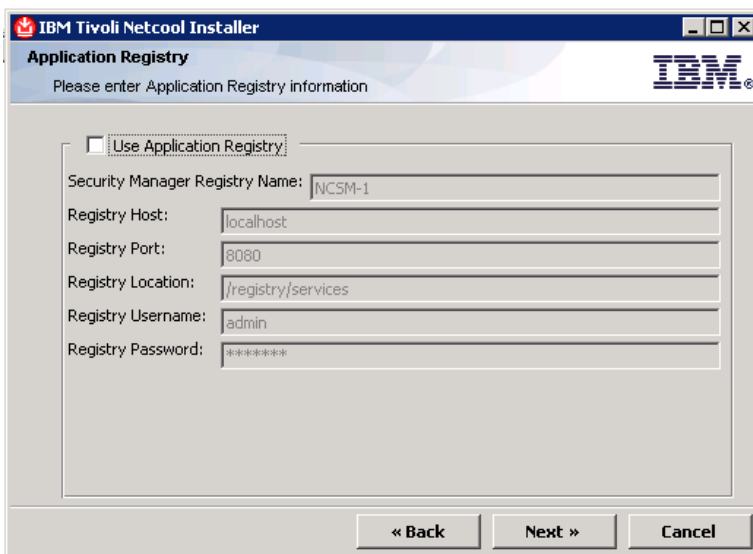 IBM Tivoli Netcool Installer
Application Registry
Please enter Application Registry information
IBM®
Use Application Registry
Security Manager Registry Name: NCSM-1
Registry Host: localhost
Registry Port: 8080
Registry Location: /registry/services
Registry Username: admin
Registry Password: *******
« Back Next » Cancel